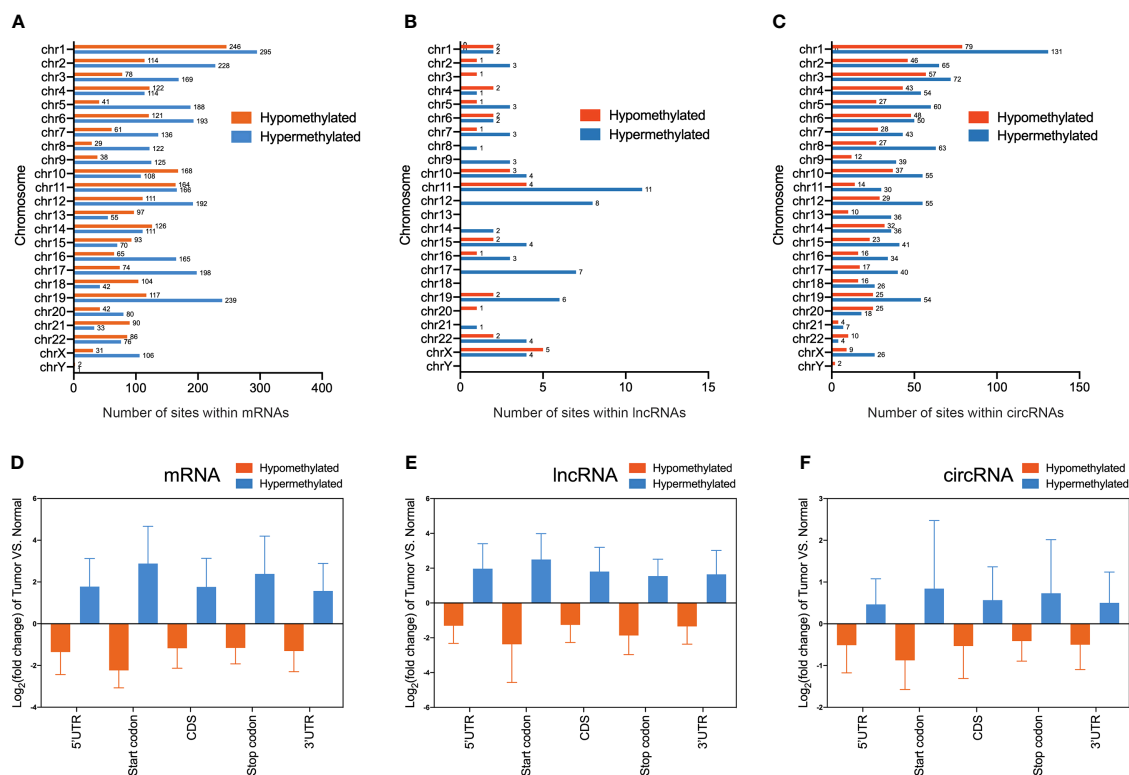 A
chr1 246 295
chr2 114 228
chr3 78 169
chr4 122 114
chr5 41 188
chr6 121 193
chr7 61 136
chr8 29 122
chr9 38 125
chr10 168 108
chr11 164 166
chr12 111 192
chr13 97 55
chr14 126 111
chr15 93 70
chr16 65 165
chr17 74 198
chr18 104 42
chr19 117 239
chr20 42 80
chr21 90 33
chr22 86 76
chrX 31 106
chrY 2 1
Chromosome
Hypomethylated
Hypermethylated
0 100 200 300 400
Number of sites within mRNAs
B
chr1 2 2
chr2 1 3
chr3 1
chr4 2 1
chr5 1 3
chr6 2 2
chr7 1 3
chr8 1
chr9 3
chr10 3 4
chr11 4 11
chr12 8
chr13
chr14 2
chr15 2 4
chr16 1 3
chr17 7
chr18
chr19 2 6
chr20 1
chr21 1
chr22 2 4
chrX 5 4
chrY
Chromosome
Hypomethylated
Hypermethylated
0 5 10 15
Number of sites within lncRNAs
C
chr1 79 131
chr2 46 65
chr3 57 72
chr4 43 54
chr5 27 60
chr6 48 50
chr7 28 43
chr8 27 63
chr9 12 39
chr10 37 55
chr11 14 30
chr12 29 55
chr13 10 36
chr14 32 36
chr15 23 41
chr16 16 34
chr17 17 40
chr18 16 26
chr19 25 54
chr20 25 18
chr21 4 7
chr22 10 4
chrX 9 26
chrY 2
Chromosome
Hypomethylated
Hypermethylated
0 50 100 150
Number of sites within circRNAs
D
mRNA
Hypomethylated
Hypermethylated
Log2(fold change) of Tumor VS. Normal
6
4
2
0
-2
-4
5'UTR
Start codon
CDS
Stop codon
3'UTR
E
lncRNA
Hypomethylated
Hypermethylated
Log2(fold change) of Tumor VS. Normal
6
4
2
0
-2
-4
-6
5'UTR
Start codon
CDS
Stop codon
3'UTR
F
circRNA
Hypomethylated
Hypermethylated
Log2(fold change) of Tumor VS. Normal
3
2
1
0
-1
-2
5'UTR
Start codon
CDS
Stop codon
3'UTR